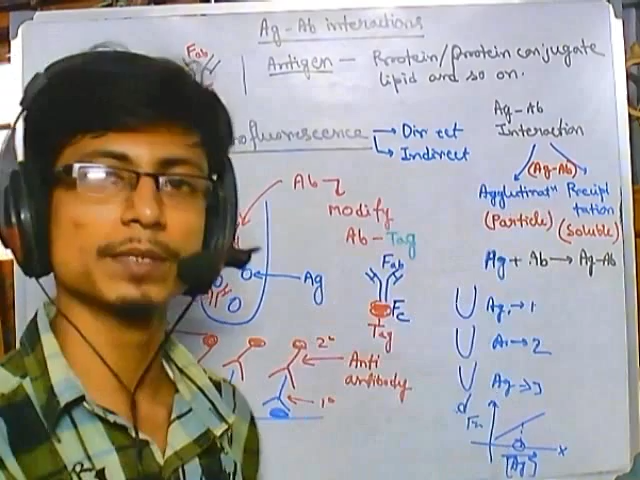 Ag-Ab interactions
Fab
Antigen — Protein/protein conjugate
lipid and so on.
Ag-Ab
Interaction
ofluorescence → Direct
→ Indirect
(Ag-Ab)
Agglutinatn
(Particle)
Precipi
tation
(Soluble)
Ab
modify
Ab-Tag
Ag + Ab → Ag-Ab
Fab
Ag
Fc
Tag
Ag, → 1
→ 2
Ag → 3
2°
Anti
antibody
1°
x
[Ag]